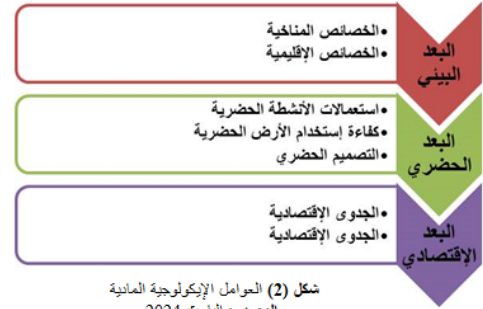 البعد
البيئي
•الخصائص المناخية
•الخصائص الإقليمية
البعد
الحضري
•استعمالات الأنشطة الحضرية
•كفاءة إستخدام الأرض الحضرية
•التصميم الحضري
البعد
الإقتصادي
•الجدوى الإقتصادية
•الجدوى الإقتصادية
شكل (2) العوامل الإيكولوجية المادية
2024